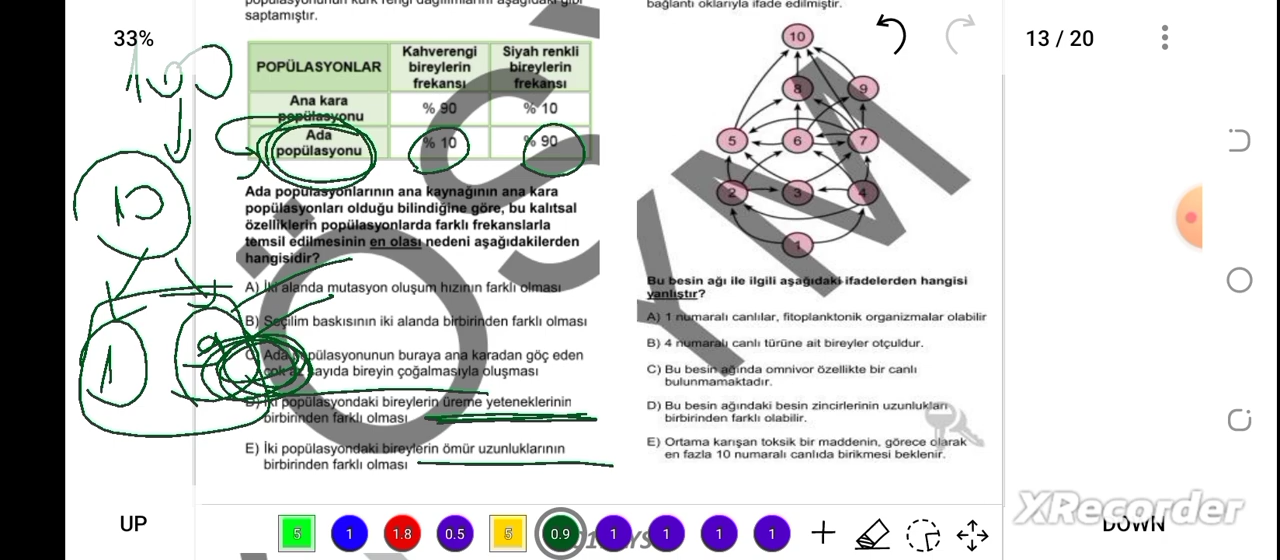 popülasyonunun kürk rengi dağılımlarını aşağıdaki gibi
saptamıştır.
POPÜLASYONLAR
Kahverengi bireylerin frekansı
Siyah renkli bireylerin frekansı
Ana kara popülasyonu
% 90
% 10
Ada popülasyonu
% 10
% 90
Ada popülasyonlarının ana kaynağının ana kara
popülasyonları olduğu bilindiğine göre, bu kalıtsal
özelliklerin popülasyonlarda farklı frekanslarla
temsil edilmesinin en olası nedeni aşağıdakilerden
hangisidir?
A) İki alanda mutasyon oluşum hızının farklı olması
B) Seçilim baskısının iki alanda birbirinden farklı olması
C) Ada popülasyonunun buraya ana karadan göç eden
çok az sayıda bireyin çoğalmasıyla oluşması
D) İki popülasyondaki bireylerin üreme yeteneklerinin
birbirinden farklı olması
E) İki popülasyondaki bireylerin ömür uzunluklarının
birbirinden farklı olması
bağlantı oklarıyla ifade edilmiştir.
10
8
9
5
6
7
2
3
4
1
Bu besin ağı ile ilgili aşağıdaki ifadelerden hangisi
yanlıştır?
A) 1 numaralı canlılar, fitoplanktonik organizmalar olabilir
B) 4 numaralı canlı türüne ait bireyler otçuldur.
C) Bu besin ağında omnivor özellikte bir canlı
bulunmamaktadır.
D) Bu besin ağındaki besin zincirlerinin uzunlukları
birbirinden farklı olabilir.
E) Ortama karışan toksik bir maddenin, görece olarak
en fazla 10 numaralı canlıda birikmesi beklenir.
33%
100
10
1
9
13 / 20
ÖSYM
UP
5
1
1.8
0.5
5
0.9
1
1
1
1
DOWN
XRecorder